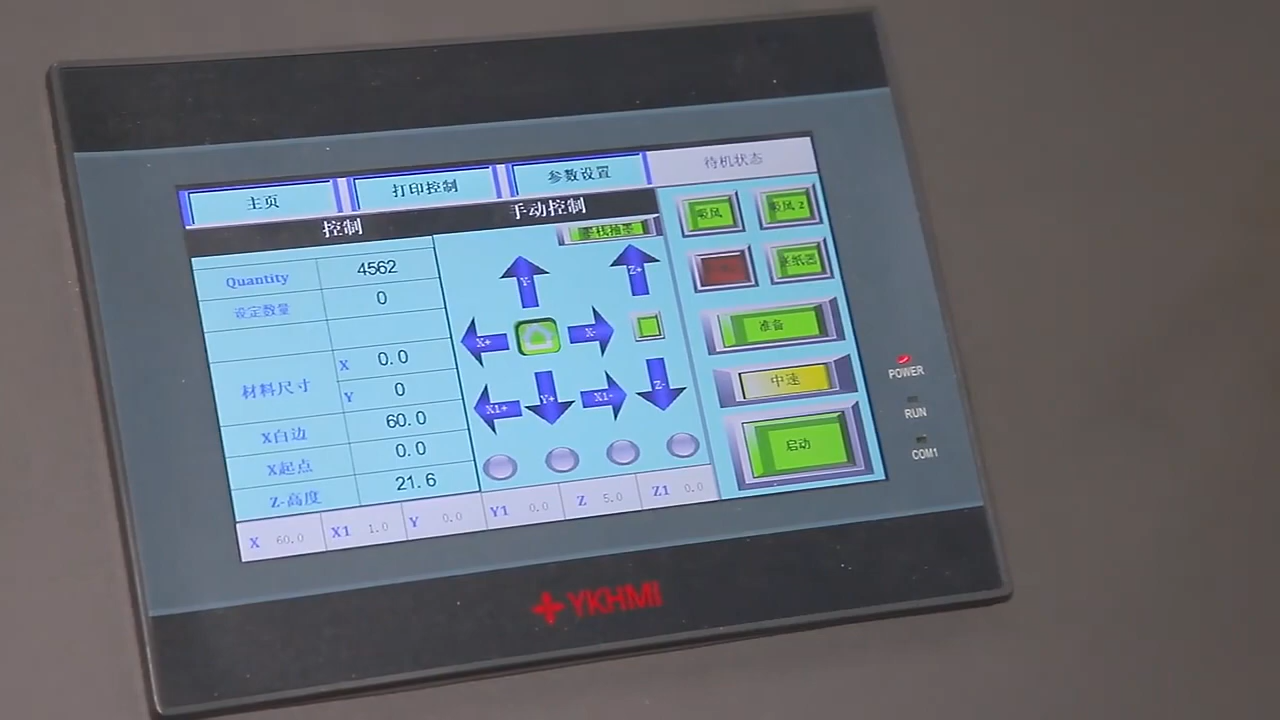 主页
打印控制
参数设置
待机状态
控制
手动控制
Quantity
4562
设定数量
0
材料尺寸
X
0.0
Y
0
X白边
60.0
X起点
0.0
Z-高度
21.6
Y-
Z+
X+
X-
X1+
Y+
X1-
Z-
吸风
吸风2
准备
中速
启动
X 60.0
X1 1.0
Y 0.0
Y1 0.0
Z 5.0
Z1 0.0
POWER
RUN
COM1
YKHMI